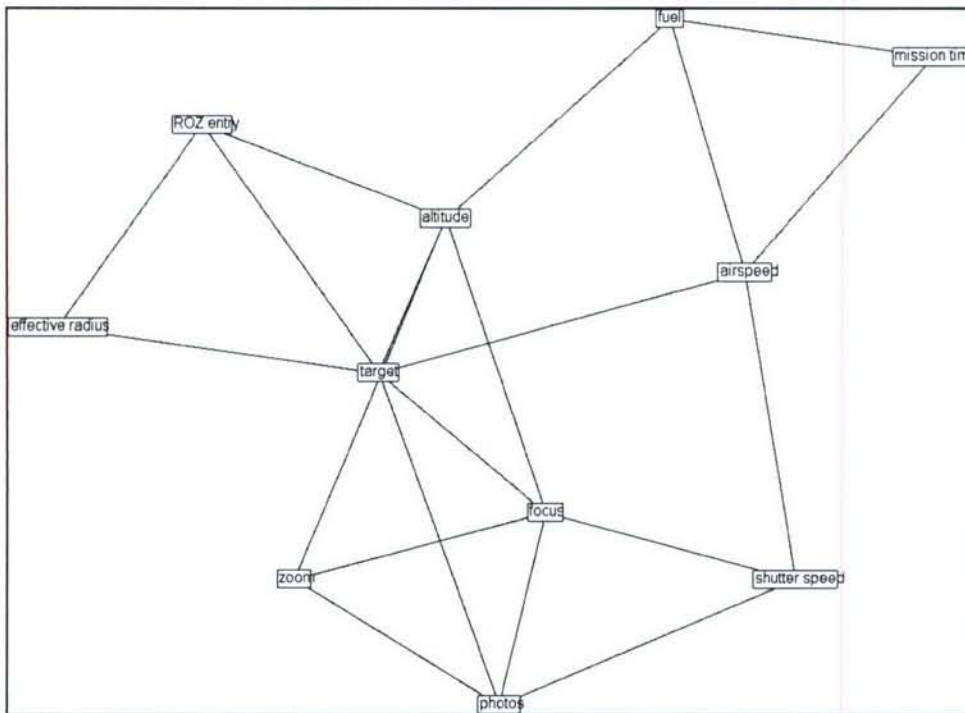 fuel
mission tim
ROZ entry
altitude
airspeed
effective radius
target
focus
zoom
shutter speed
photos